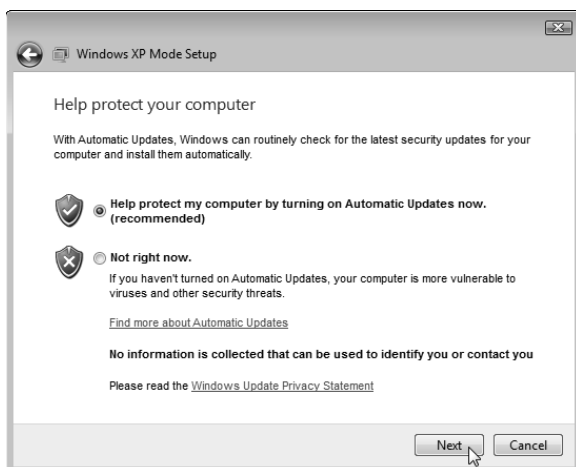 Windows XP Mode Setup
Help protect your computer
With Automatic Updates, Windows can routinely check for the latest security updates for your
computer and install them automatically.
Help protect my computer by turning on Automatic Updates now.
(recommended)
Not right now.
If you haven't turned on Automatic Updates, your computer is more vulnerable to
viruses and other security threats.
Find more about Automatic Updates
No information is collected that can be used to identify you or contact you
Please read the Windows Update Privacy Statement
Next
Cancel